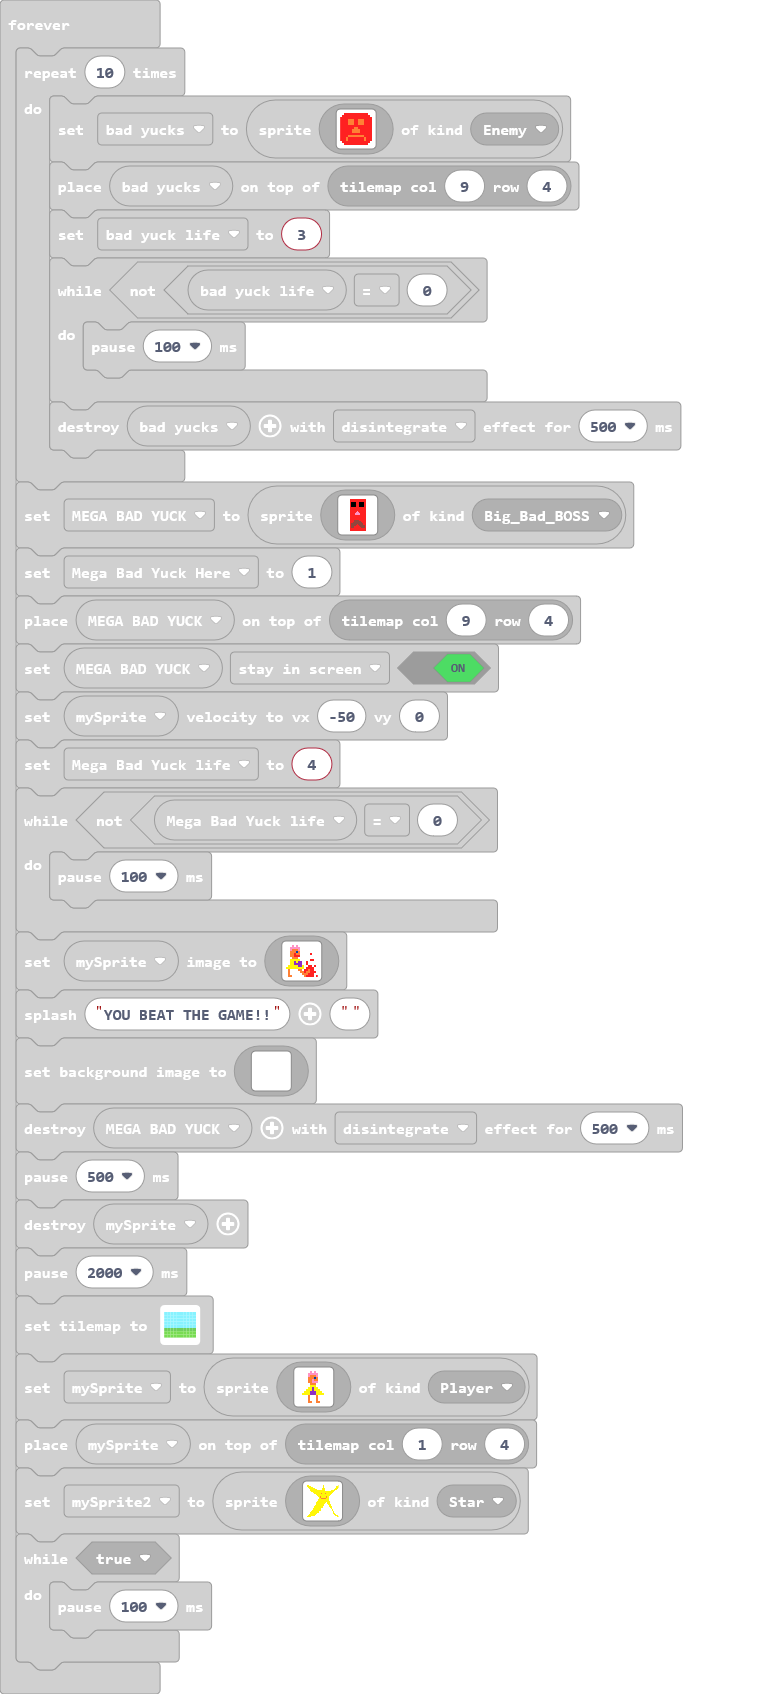 forever
repeat 10 times
do
set bad yucks to sprite of kind Enemy
place bad yucks on top of tilemap col 9 row 4
set bad yuck life to 3
while not bad yuck life = 0
do
pause 100 ms
destroy bad yucks with disintegrate effect for 500 ms
set MEGA BAD YUCK to sprite of kind Big_Bad_BOSS
set Mega Bad Yuck Here to 1
place MEGA BAD YUCK on top of tilemap col 9 row 4
set MEGA BAD YUCK stay in screen ON
set mySprite velocity to vx -50 vy 0
set Mega Bad Yuck life to 4
while not Mega Bad Yuck life = 0
do
pause 100 ms
set mySprite image to
splash "YOU BEAT THE GAME!!" " "
set background image to
destroy MEGA BAD YUCK with disintegrate effect for 500 ms
pause 500 ms
destroy mySprite
pause 2000 ms
set tilemap to
set mySprite to sprite of kind Player
place mySprite on top of tilemap col 1 row 4
set mySprite2 to sprite of kind Star
while true
do
pause 100 ms